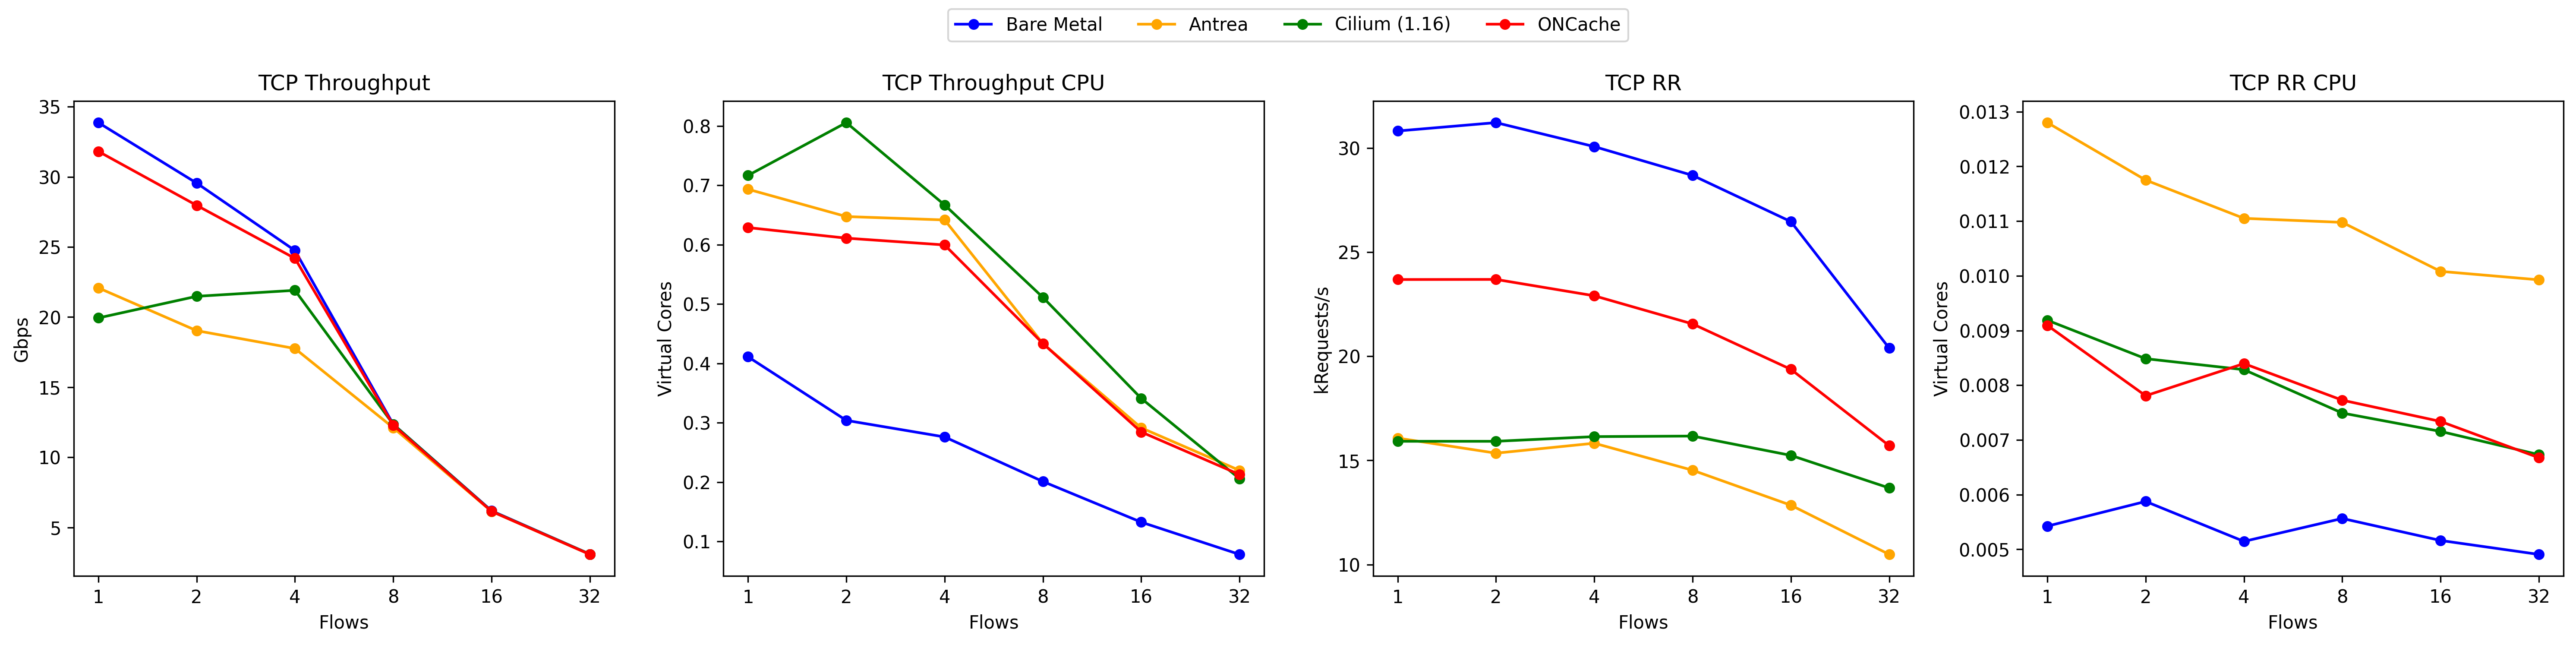 Bare Metal Antrea Cilium (1.16) ONCache
TCP Throughput
35
30
25
20
15
10
5
Gbps
1 2 4 8 16 32
Flows
TCP Throughput CPU
0.8
0.7
0.6
0.5
0.4
0.3
0.2
0.1
Virtual Cores
1 2 4 8 16 32
Flows
TCP RR
30
25
20
15
10
kRequests/s
1 2 4 8 16 32
Flows
TCP RR CPU
0.013
0.012
0.011
0.010
0.009
0.008
0.007
0.006
0.005
Virtual Cores
1 2 4 8 16 32
Flows